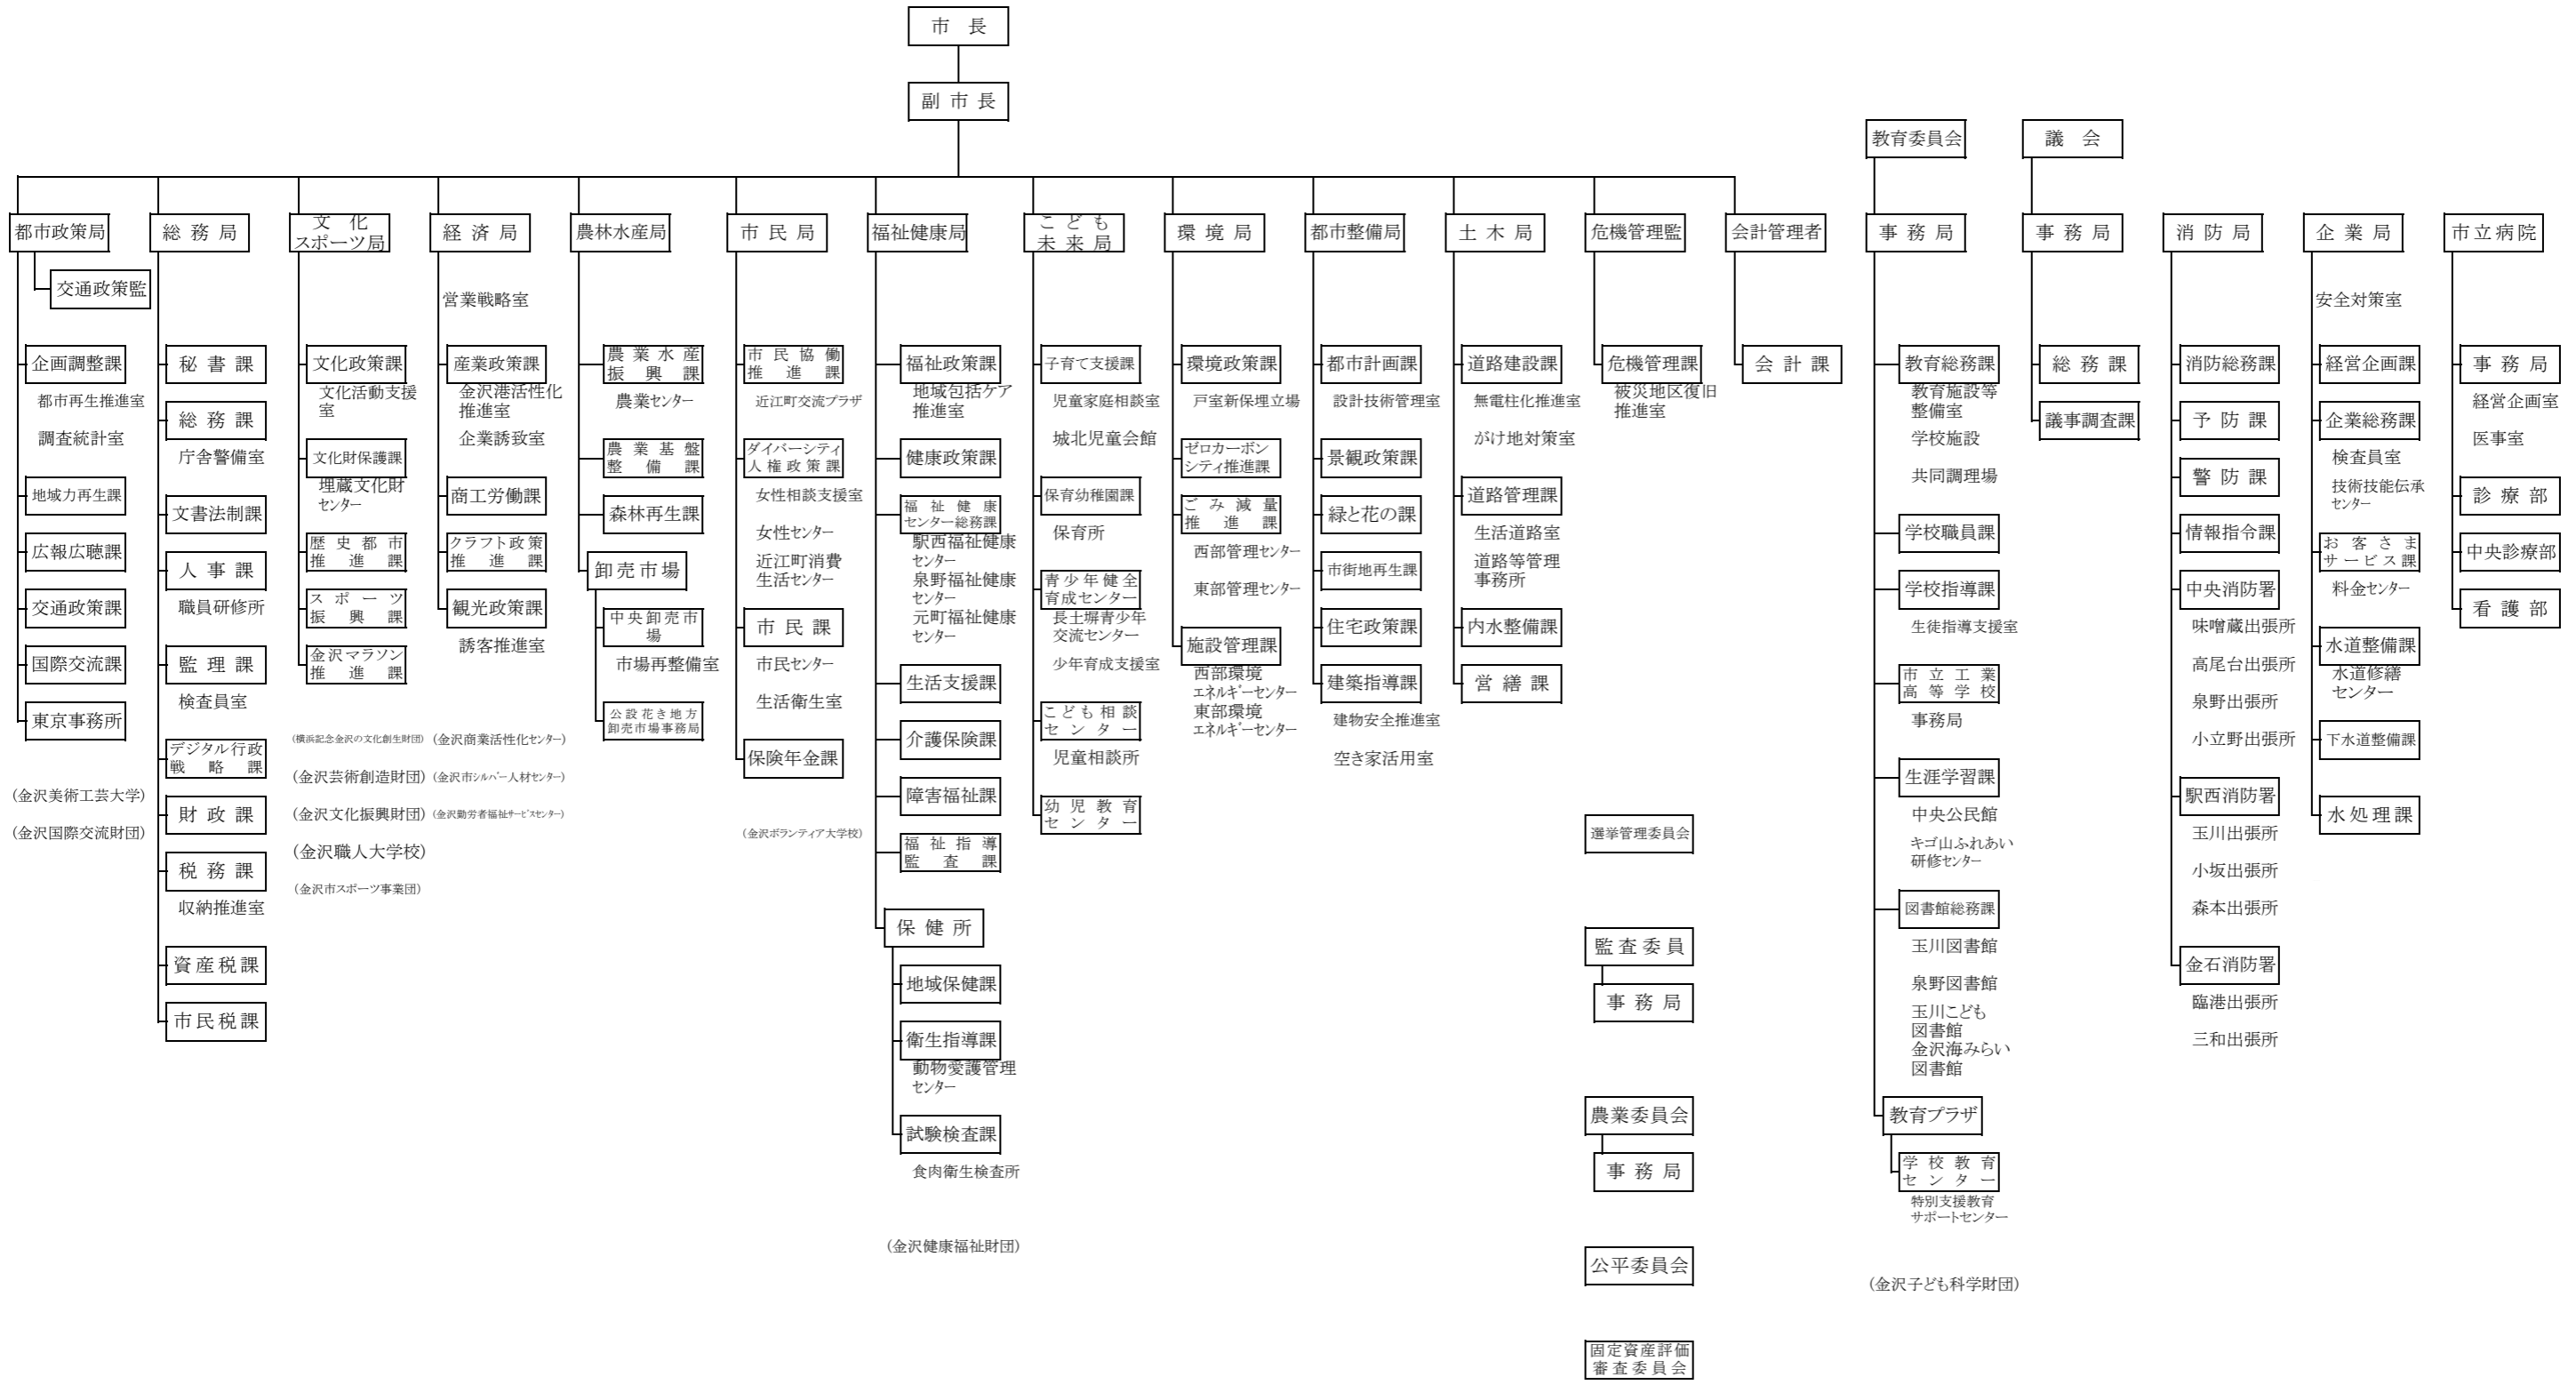 市長
副市長
教育委員会
議会
都市政策局
総務局
文化
スポーツ局
経済局
農林水産局
市民局
福祉健康局
こども
未来局
環境局
都市整備局
土木局
危機管理監
会計管理者
事務局
事務局
消防局
企業局
市立病院
交通政策監
企画調整課
都市再生推進室
調査統計室
地域力再生課
広報広聴課
交通政策課
国際交流課
東京事務所
(金沢美術工芸大学)
(金沢国際交流財団)
秘書課
総務課
庁舎警備室
文書法制課
人事課
職員研修所
監理課
検査員室
デジタル行政
戦略課
財政課
税務課
収納推進室
資産税課
市民税課
文化政策課
文化活動支援
室
文化財保護課
埋蔵文化財
センター
歴史都市
推進課
スポーツ
振興課
金沢マラソン
推進課
(横浜記念金沢の文化創生財団)
(金沢芸術創造財団)
(金沢文化振興財団)
(金沢職人大学校)
(金沢市スポーツ事業団)
営業戦略室
産業政策課
金沢港活性化
推進室
企業誘致室
商工労働課
クラフト政策
推進課
観光政策課
誘客推進室
(金沢商業活性化センター)
(金沢市シルバー人材センター)
(金沢勤労者福祉サービスセンター)
農業水産
振興課
農業センター
農業基盤
整備課
森林再生課
卸売市場
中央卸売市
場
市場再整備室
公設花き地方
卸売市場事務局
市民協働
推進課
近江町交流プラザ
ダイバーシティ
人権政策課
女性相談支援室
女性センター
近江町消費
生活センター
市民課
市民センター
生活衛生室
保険年金課
(金沢ボランティア大学校)
福祉政策課
地域包括ケア
推進室
健康政策課
福祉健康
センター総務課
駅西福祉健康
センター
泉野福祉健康
センター
元町福祉健康
センター
生活支援課
介護保険課
障害福祉課
福祉指導
監査課
保健所
地域保健課
衛生指導課
動物愛護管理
センター
試験検査課
食肉衛生検査所
(金沢健康福祉財団)
子育て支援課
児童家庭相談室
城北児童会館
保育幼稚園課
保育所
青少年健全
育成センター
長土塀青少年
交流センター
少年育成支援室
こども相談
センター
児童相談所
幼児教育
センター
環境政策課
戸室新保埋立場
ゼロカーボン
シティ推進課
ごみ減量
推進課
西部管理センター
東部管理センター
施設管理課
西部環境
エネルギーセンター
東部環境
エネルギーセンター
都市計画課
設計技術管理室
景観政策課
緑と花の課
市街地再生課
住宅政策課
建築指導課
建物安全推進室
空き家活用室
道路建設課
無電柱化推進室
がけ地対策室
道路管理課
生活道路室
道路等管理
事務所
内水整備課
営繕課
危機管理課
被災地区復旧
推進室
会計課
選挙管理委員会
監査委員
事務局
農業委員会
事務局
公平委員会
固定資産評価
審査委員会
教育総務課
教育施設等
整備室
学校施設
共同調理場
学校職員課
学校指導課
生徒指導支援室
市立工業
高等学校
事務局
生涯学習課
中央公民館
キゴ山ふれあい
研修センター
図書館総務課
玉川図書館
泉野図書館
玉川こども
図書館
金沢海みらい
図書館
教育プラザ
学校教育
センター
特別支援教育
サポートセンター
(金沢子ども科学財団)
総務課
議事調査課
消防総務課
予防課
警防課
情報指令課
中央消防署
味噌蔵出張所
高尾台出張所
泉野出張所
小立野出張所
駅西消防署
玉川出張所
小坂出張所
森本出張所
金石消防署
臨港出張所
三和出張所
安全対策室
経営企画課
企業総務課
検査員室
技術技能伝承
センター
お客さま
サービス課
料金センター
水道整備課
水道修繕
センター
下水道整備課
水処理課
事務局
経営企画室
医事室
診療部
中央診療部
看護部